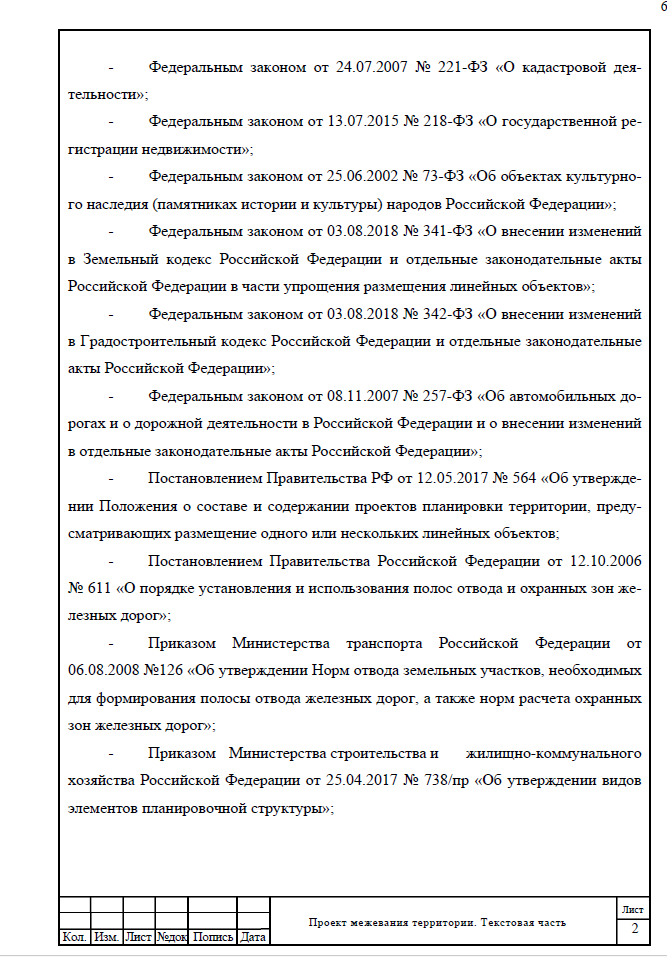 6
- Федеральным законом от 24.07.2007 № 221-ФЗ «О кадастровой дея-
тельности»;
- Федеральным законом от 13.07.2015 № 218-ФЗ «О государственной ре-
гистрации недвижимости»;
- Федеральным законом от 25.06.2002 № 73-ФЗ «Об объектах культурно-
го наследия (памятниках истории и культуры) народов Российской Федерации»;
- Федеральным законом от 03.08.2018 № 341-ФЗ «О внесении изменений
в Земельный кодекс Российской Федерации и отдельные законодательные акты
Российской Федерации в части упрощения размещения линейных объектов»;
- Федеральным законом от 03.08.2018 № 342-ФЗ «О внесении изменений
в Градостроительный кодекс Российской Федерации и отдельные законодательные
акты Российской Федерации»;
- Федеральным законом от 08.11.2007 № 257-ФЗ «Об автомобильных до-
рогах и о дорожной деятельности в Российской Федерации и о внесении изменений
в отдельные законодательные акты Российской Федерации»;
- Постановлением Правительства РФ от 12.05.2017 № 564 «Об утвержде-
нии Положения о составе и содержании проектов планировки территории, преду-
сматривающих размещение одного или нескольких линейных объектов;
- Постановлением Правительства Российской Федерации от 12.10.2006
№ 611 «О порядке установления и использования полос отвода и охранных зон же-
лезных дорог»;
- Приказом Министерства транспорта Российской Федерации от
06.08.2008 №126 «Об утверждении Норм отвода земельных участков, необходимых
для формирования полосы отвода железных дорог, а также норм расчета охранных
зон железных дорог»;
- Приказом Министерства строительства и жилищно-коммунального
хозяйства Российской Федерации от 25.04.2017 № 738/пр «Об утверждении видов
элементов планировочной структуры»;
Проект межевания территории. Текстовая часть
Лист
2
Кол. Изм. Лист №док Попись Дата